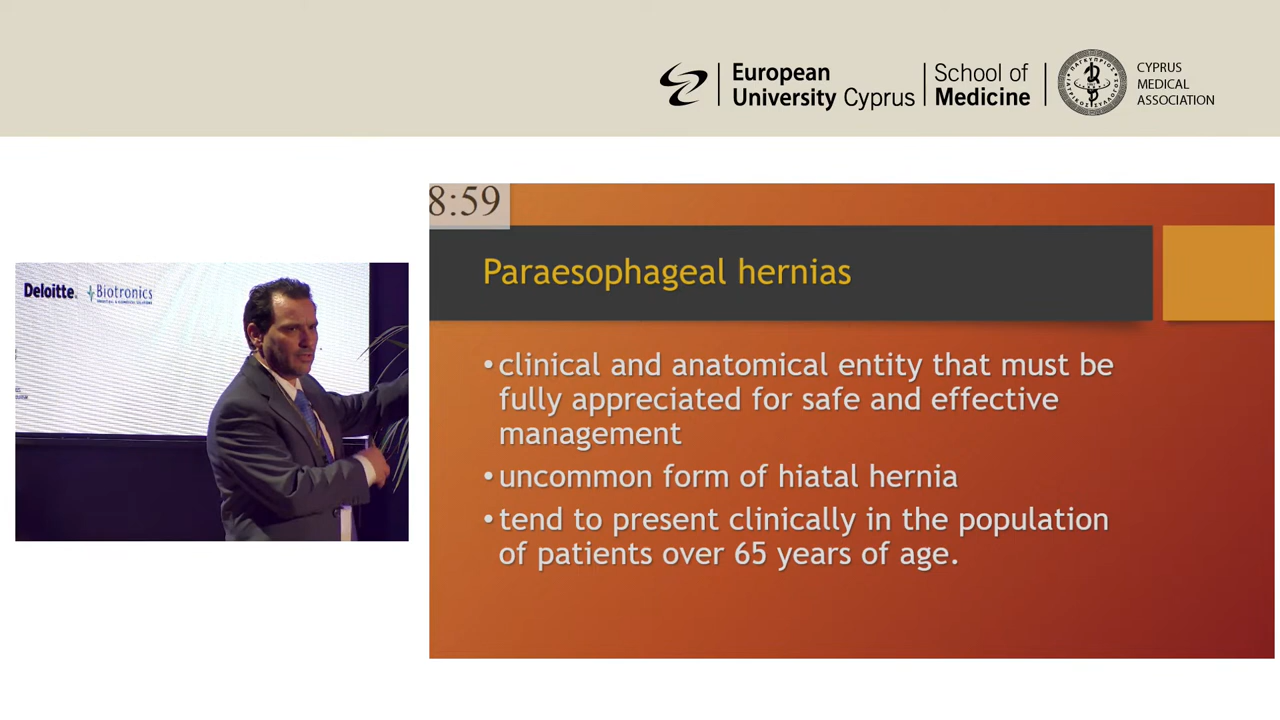 European
University Cyprus
School of
Medicine
CYPRUS
MEDICAL
ASSOCIATION
Deloitte.
Biotronics
8:59
Paraesophageal hernias
•clinical and anatomical entity that must be
fully appreciated for safe and effective
management
•uncommon form of hiatal hernia
•tend to present clinically in the population
of patients over 65 years of age.